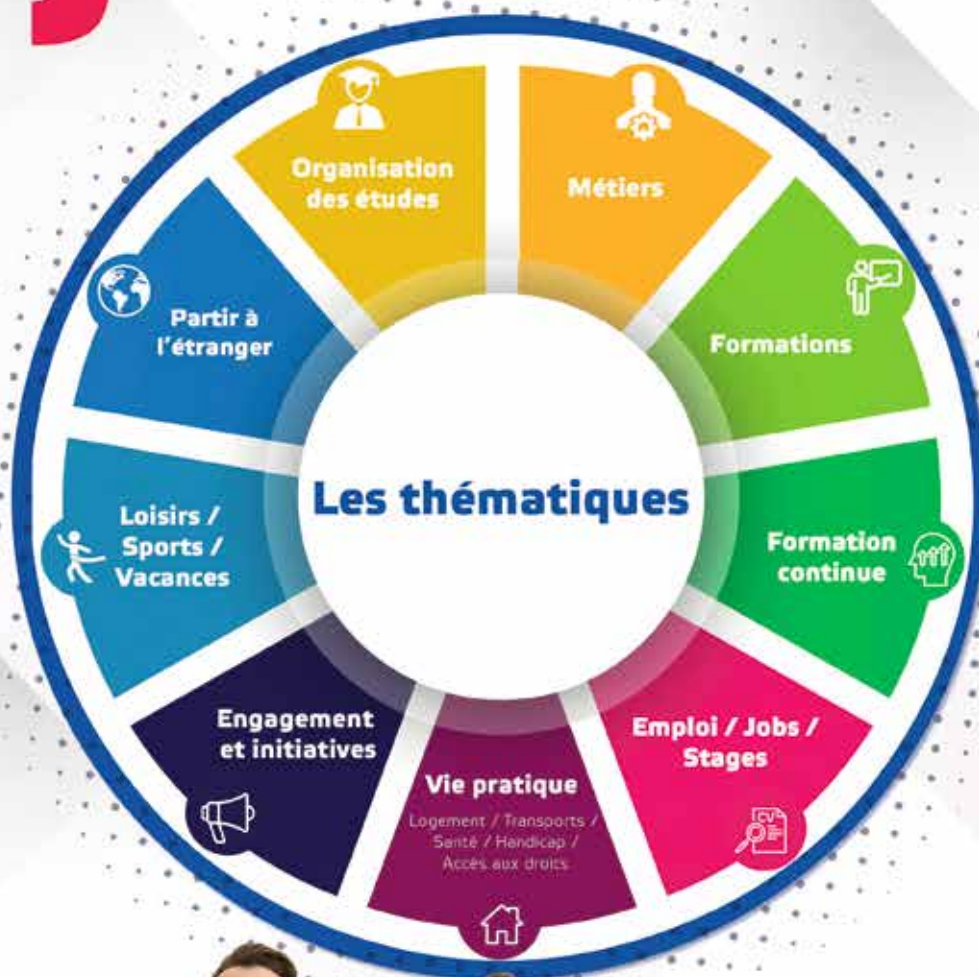 Organisation
des études
Métiers
Partir à
l'étranger
Formations
Les thématiques
Loisirs /
Sports /
Vacances
Formation
continue
Engagement
et initiatives
Emploi / Jobs /
Stages
CV
Vie pratique
Logement / Transports /
Santé / Handicap /
Accès aux droits